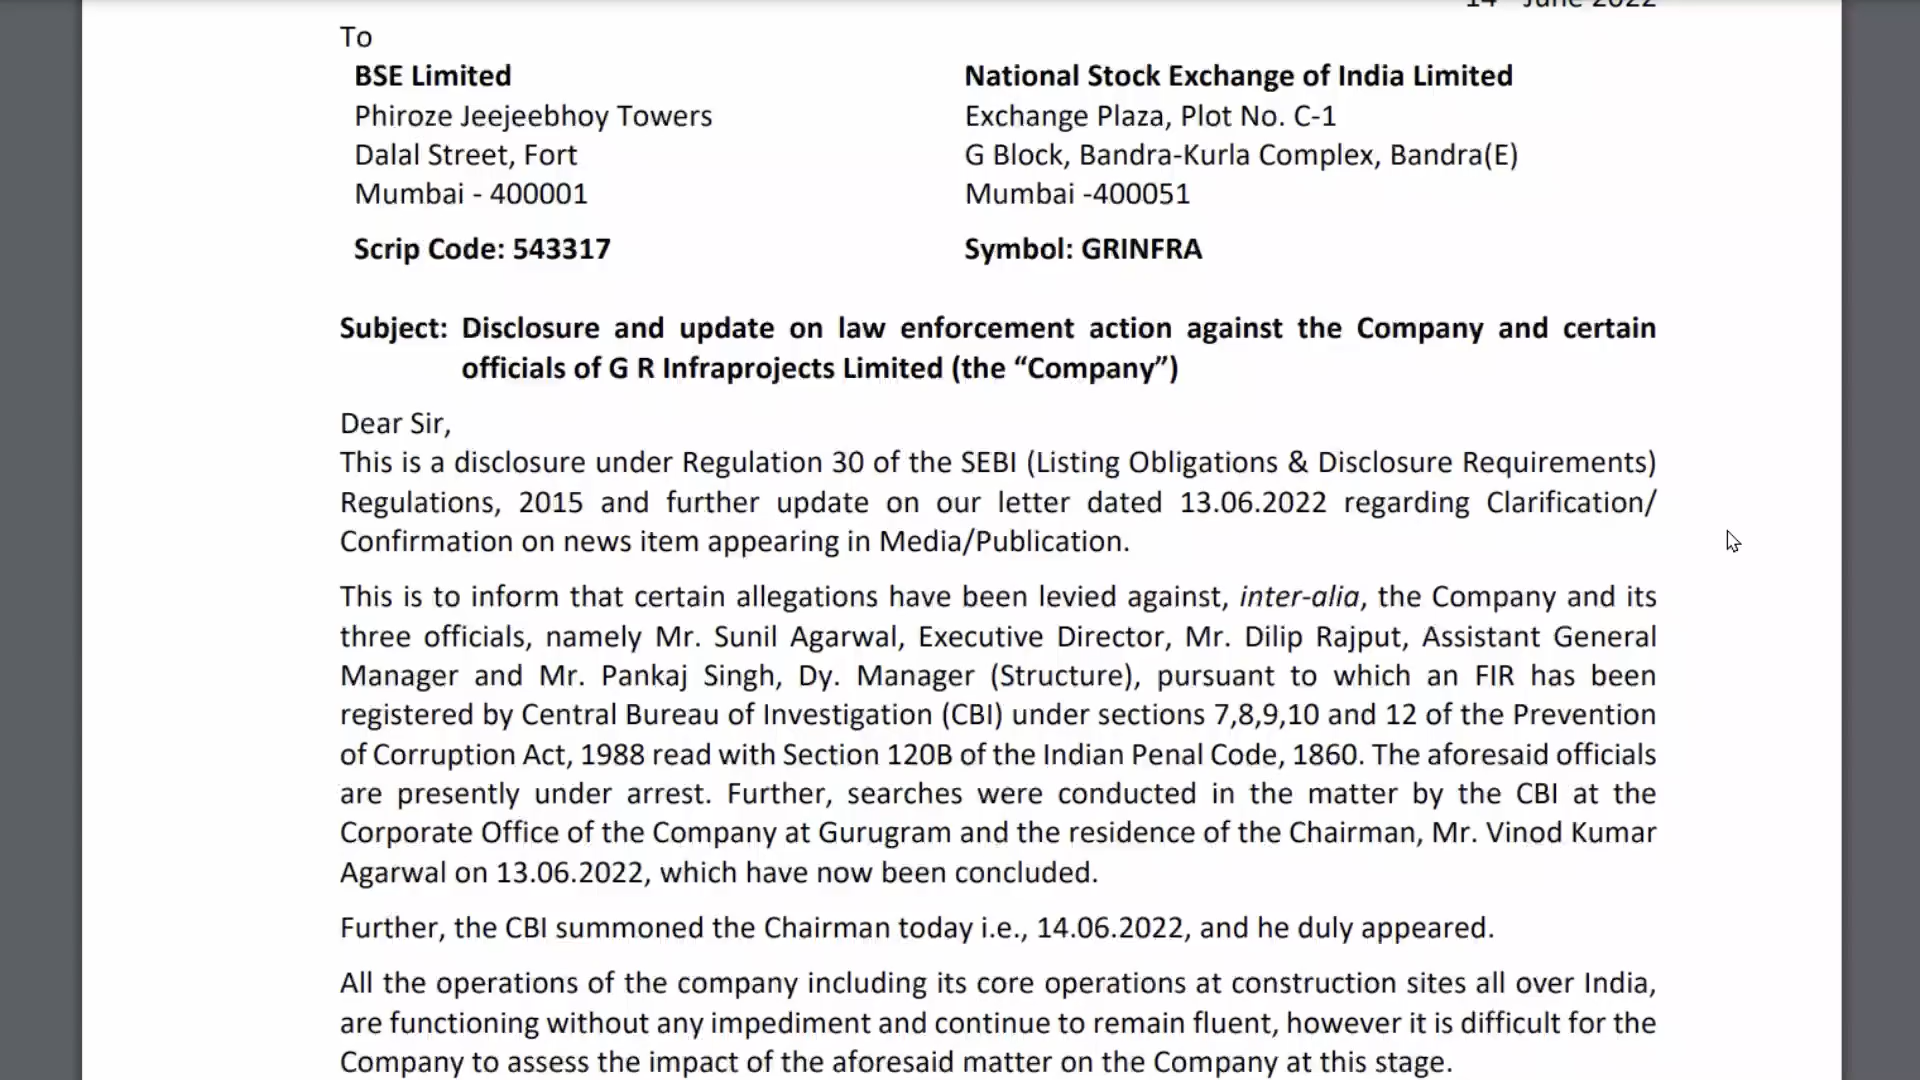 14 June 2022
To
BSE Limited
Phiroze Jeejeebhoy Towers
Dalal Street, Fort
Mumbai - 400001
Scrip Code: 543317
National Stock Exchange of India Limited
Exchange Plaza, Plot No. C-1
G Block, Bandra-Kurla Complex, Bandra(E)
Mumbai -400051
Symbol: GRINFRA
Subject: Disclosure and update on law enforcement action against the Company and certain
officials of G R Infraprojects Limited (the “Company”)
Dear Sir,
This is a disclosure under Regulation 30 of the SEBI (Listing Obligations & Disclosure Requirements)
Regulations, 2015 and further update on our letter dated 13.06.2022 regarding Clarification/
Confirmation on news item appearing in Media/Publication.
This is to inform that certain allegations have been levied against, inter-alia, the Company and its
three officials, namely Mr. Sunil Agarwal, Executive Director, Mr. Dilip Rajput, Assistant General
Manager and Mr. Pankaj Singh, Dy. Manager (Structure), pursuant to which an FIR has been
registered by Central Bureau of Investigation (CBI) under sections 7,8,9,10 and 12 of the Prevention
of Corruption Act, 1988 read with Section 120B of the Indian Penal Code, 1860. The aforesaid officials
are presently under arrest. Further, searches were conducted in the matter by the CBI at the
Corporate Office of the Company at Gurugram and the residence of the Chairman, Mr. Vinod Kumar
Agarwal on 13.06.2022, which have now been concluded.
Further, the CBI summoned the Chairman today i.e., 14.06.2022, and he duly appeared.
All the operations of the company including its core operations at construction sites all over India,
are functioning without any impediment and continue to remain fluent, however it is difficult for the
Company to assess the impact of the aforesaid matter on the Company at this stage.